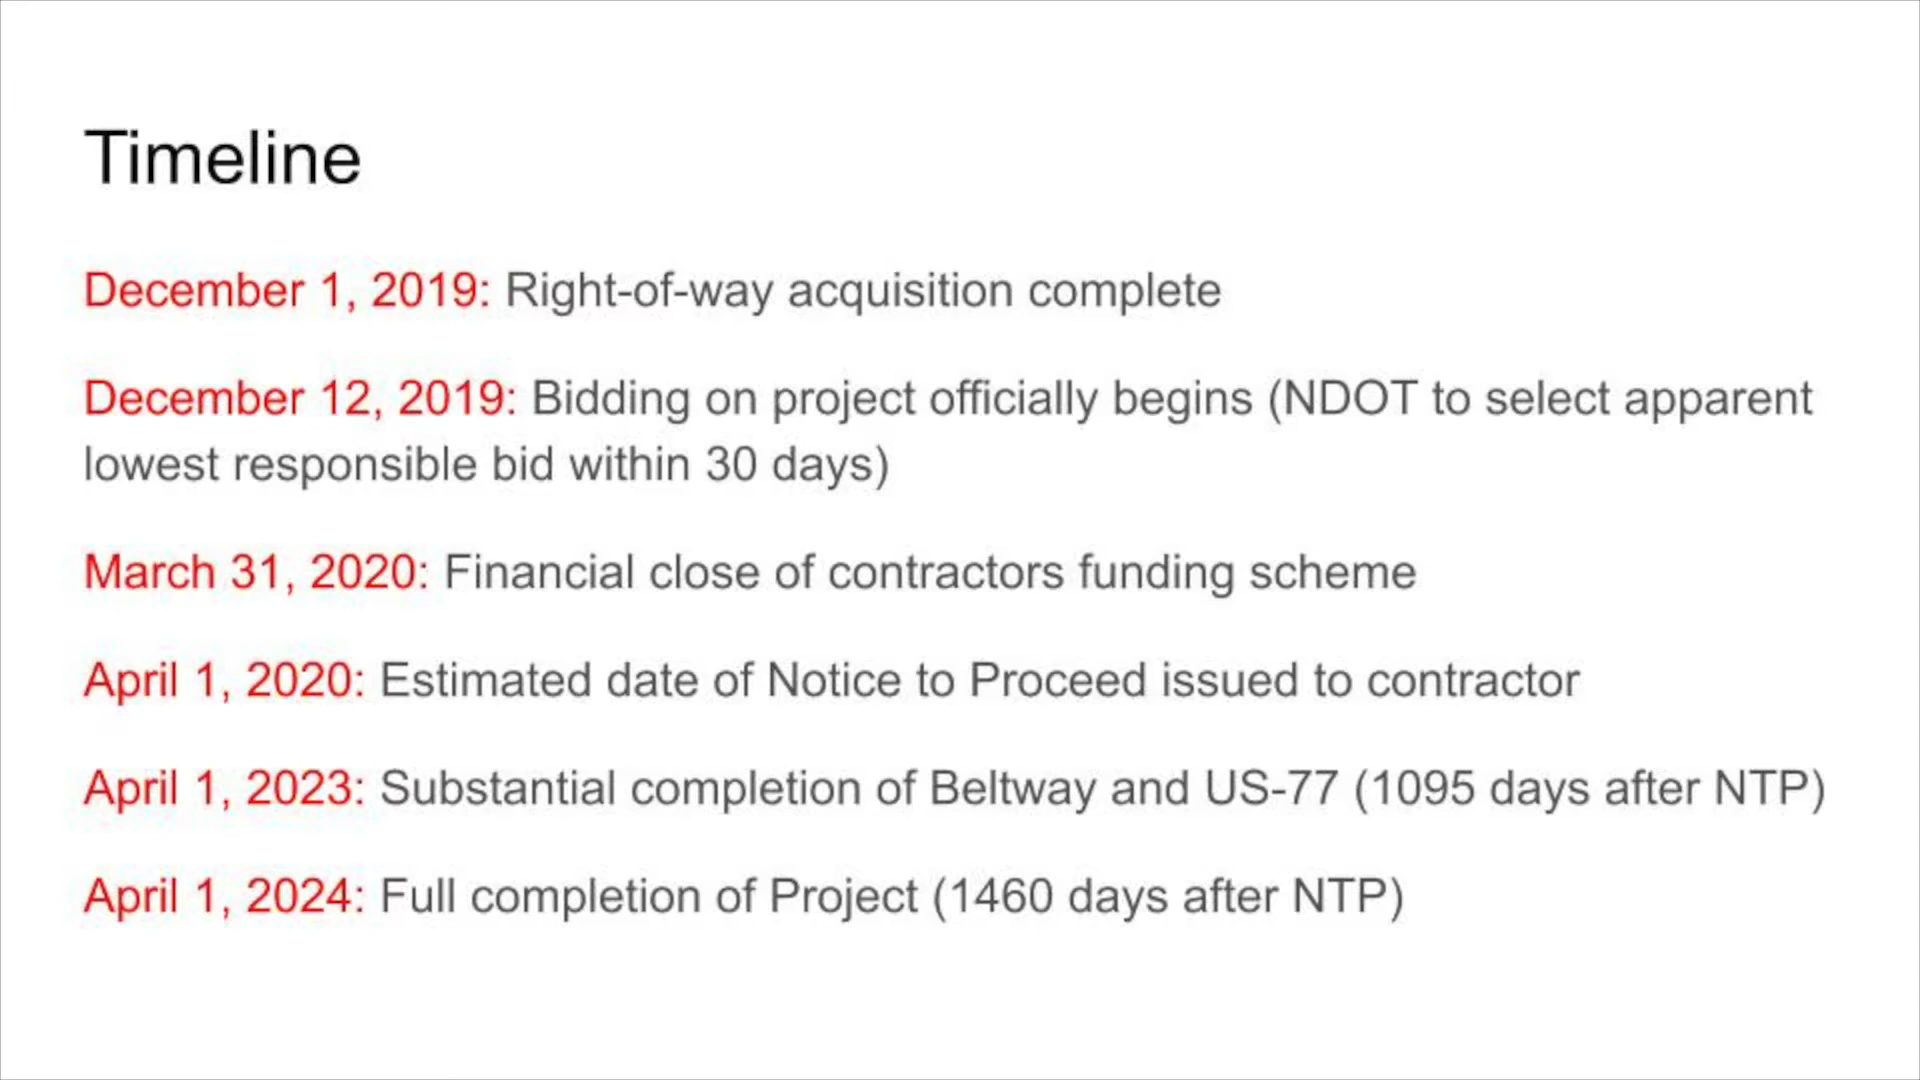 Timeline
December 1, 2019: Right-of-way acquisition complete
December 12, 2019: Bidding on project officially begins (NDOT to select apparent
lowest responsible bid within 30 days)
March 31, 2020: Financial close of contractors funding scheme
April 1, 2020: Estimated date of Notice to Proceed issued to contractor
April 1, 2023: Substantial completion of Beltway and US-77 (1095 days after NTP)
April 1, 2024: Full completion of Project (1460 days after NTP)